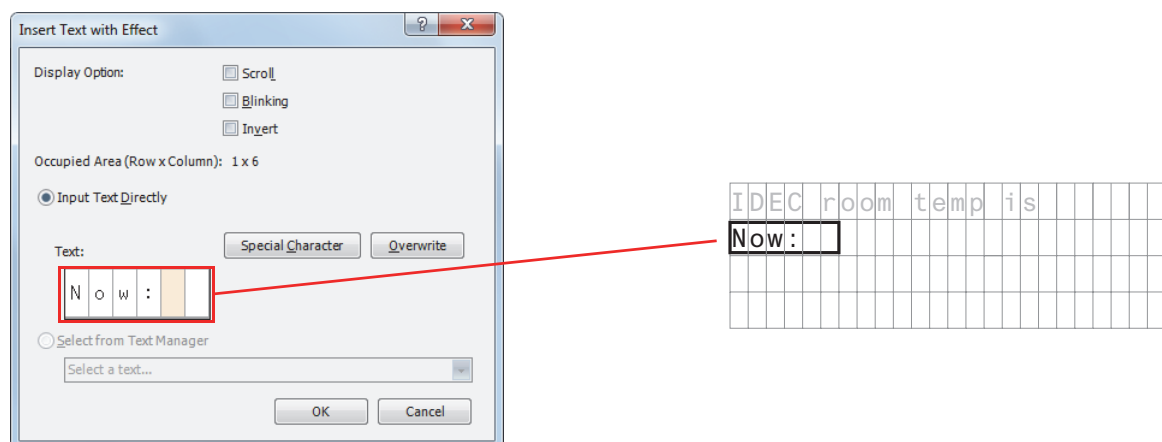 Insert Text with Effect
?
Display Option:
Scroll
Blinking
Invert
Occupied Area (Row x Column): 1 x 6
Input Text Directly
Special Character
Overwrite
Text:
Now:
Select from Text Manager
Select a text...
OK
Cancel
IDEC room temp is
Now: